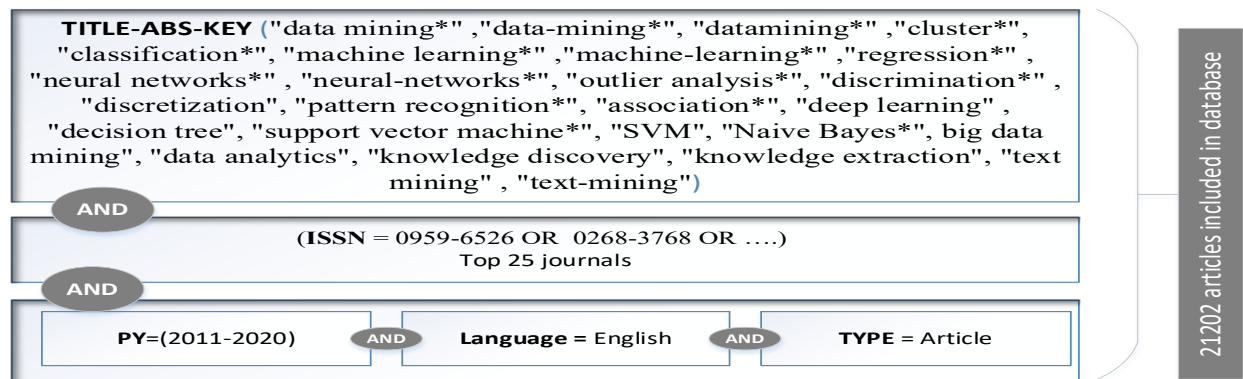 TITLE-ABS-KEY ("data mining*" ,"data-mining*", "datamining*" ,"cluster*",
"classification*", "machine learning*" ,"machine-learning*" ,"regression*" ,
"neural networks*" , "neural-networks*", "outlier analysis*", "discrimination*" ,
"discretization", "pattern recognition*", "association*", "deep learning" ,
"decision tree", "support vector machine*", "SVM", "Naive Bayes*", big data
mining", "data analytics", "knowledge discovery", "knowledge extraction", "text
mining" , "text-mining")
AND
(ISSN = 0959-6526 OR 0268-3768 OR ....)
Top 25 journals
AND
PY=(2011-2020) AND Language = English AND TYPE = Article
21202 articles included in database